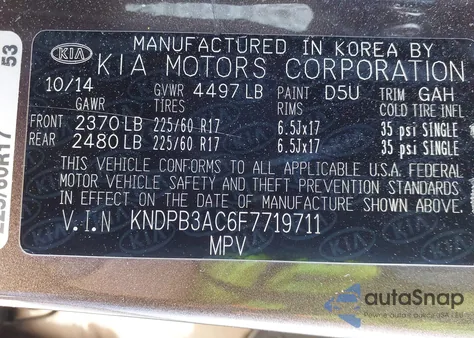 53
225/60R17
MANUFACTURED IN KOREA BY
KIA
KIA MOTORS CORPORATION
10/14 GVWR 4497 LB PAINT D5U TRIM GAH
GAWR TIRES RIMS COLD TIRE INFL
FRONT 2370 LB 225/60 R17 6.5Jx17 35 psi SINGLE
REAR 2480 LB 225/60 R17 6.5Jx17 35 psi SINGLE
THIS VEHICLE CONFORMS TO ALL APPLICABLE U.S.A. FEDERAL
MOTOR VEHICLE SAFETY AND THEFT PREVENTION STANDARDS
IN EFFECT ON THE DATE OF MANUFACTURE SHOWN ABOVE.
V.I.N KNDPB3AC6F7719711
MPV
autoSnap